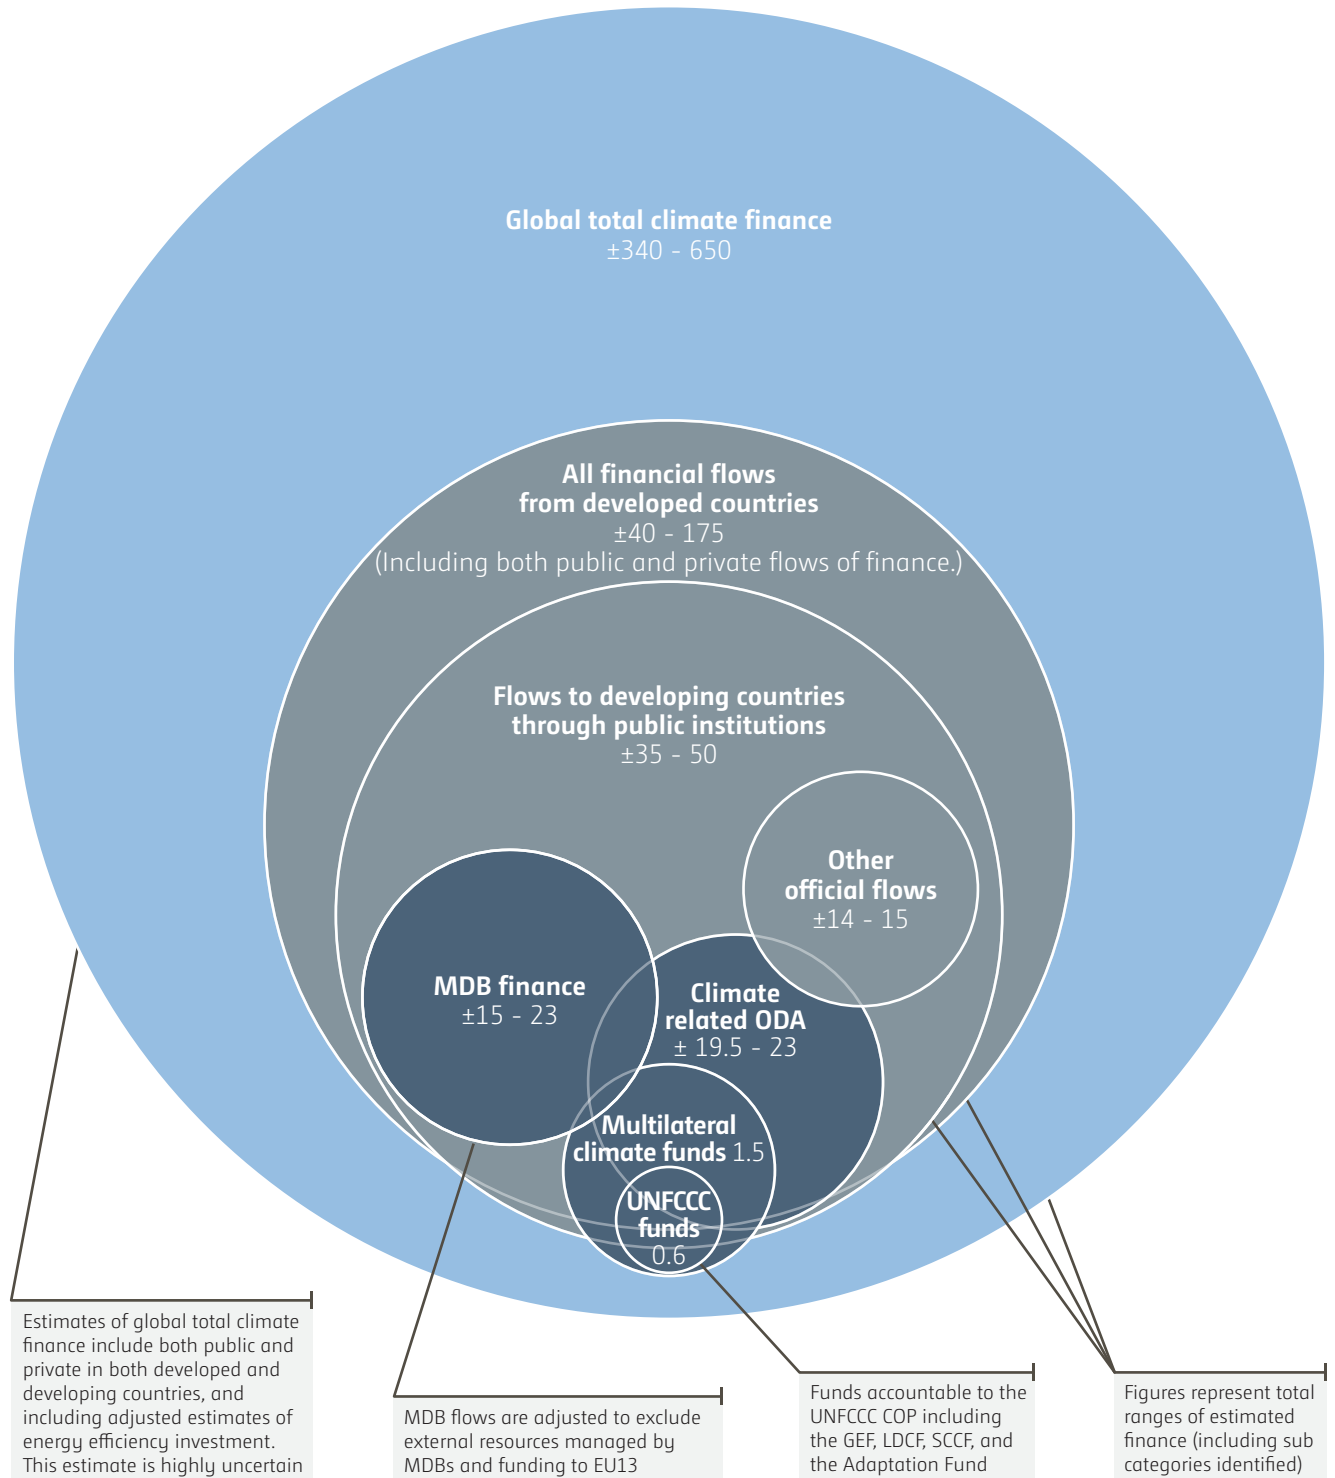 Global total climate finance
±340 - 650
All financial flows
from developed countries
±40 - 175
(Including both public and private flows of finance.)
Flows to developing countries
through public institutions
±35 - 50
Other
official flows
±14 - 15
MDB finance
±15 - 23
Climate
related ODA
± 19.5 - 23
Multilateral
climate funds 1.5
UNFCCC
funds
0.6
Estimates of global total climate
finance include both public and
private in both developed and
developing countries, and
including adjusted estimates of
energy efficiency investment.
This estimate is highly uncertain
MDB flows are adjusted to exclude
external resources managed by
MDBs and funding to EU13
Funds accountable to the
UNFCCC COP including
the GEF, LDCF, SCCF, and
the Adaptation Fund
Figures represent total
ranges of estimated
finance (including sub
categories identified)